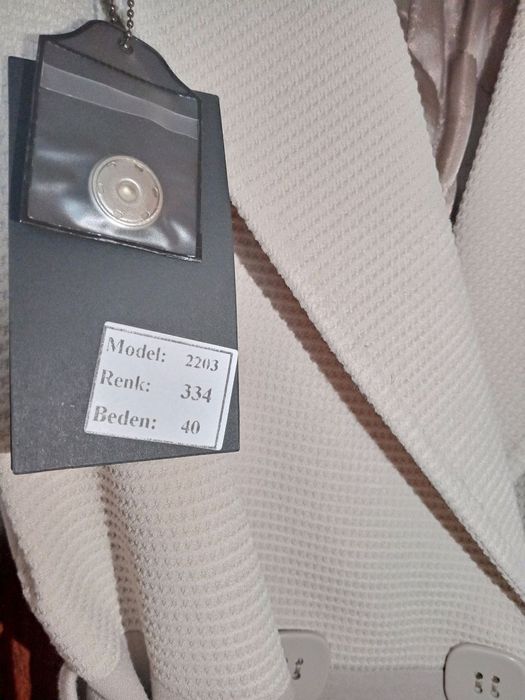 Model: 2203
Renk: 334
Beden: 40